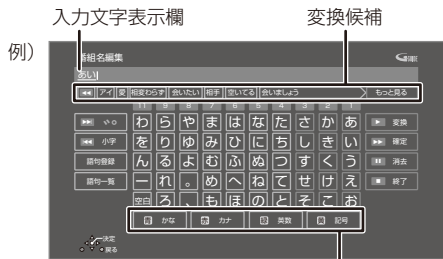 入力文字表示欄 変換候補
例）
番組名編集
あい
アイ 愛 相変わらず 会いたい 相手 空いてる 会いましょう もっと見る
11 9 8 7 6 5 4 3 2 1
わ ら や ま は な た さ か あ 変換
小字 を り ゆ み ひ に ち し き い 確定
語句登録 ん る よ む ふ ぬ つ す く う 消去
語句一覧 ー れ 。 め へ ね て せ け え 終了
空白 ろ 、 も ほ の と そ こ お
かな カナ 英数 記号
決定
戻る